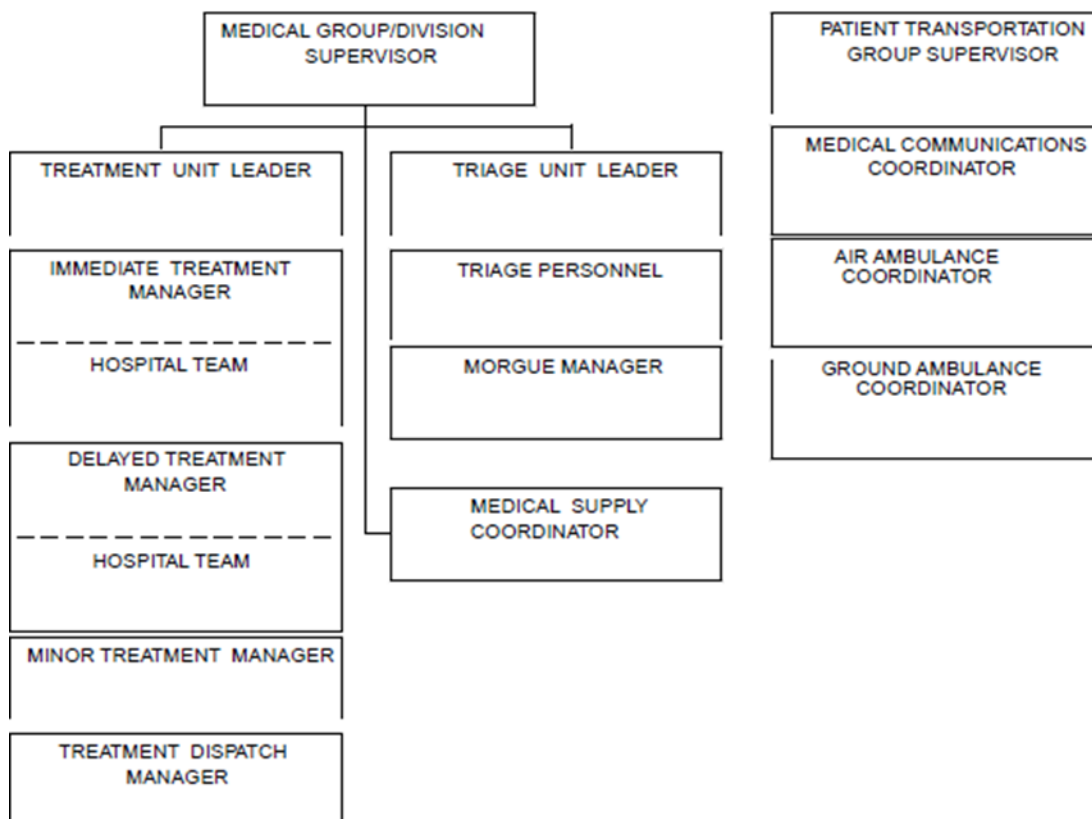 MEDICAL GROUP/DIVISION
SUPERVISOR
TREATMENT UNIT LEADER
IMMEDIATE TREATMENT
MANAGER
HOSPITAL TEAM
DELAYED TREATMENT
MANAGER
HOSPITAL TEAM
MINOR TREATMENT MANAGER
TREATMENT DISPATCH
MANAGER
TRIAGE UNIT LEADER
TRIAGE PERSONNEL
MORGUE MANAGER
MEDICAL SUPPLY
COORDINATOR
PATIENT TRANSPORTATION
GROUP SUPERVISOR
MEDICAL COMMUNICATIONS
COORDINATOR
AIR AMBULANCE
COORDINATOR
GROUND AMBULANCE
COORDINATOR